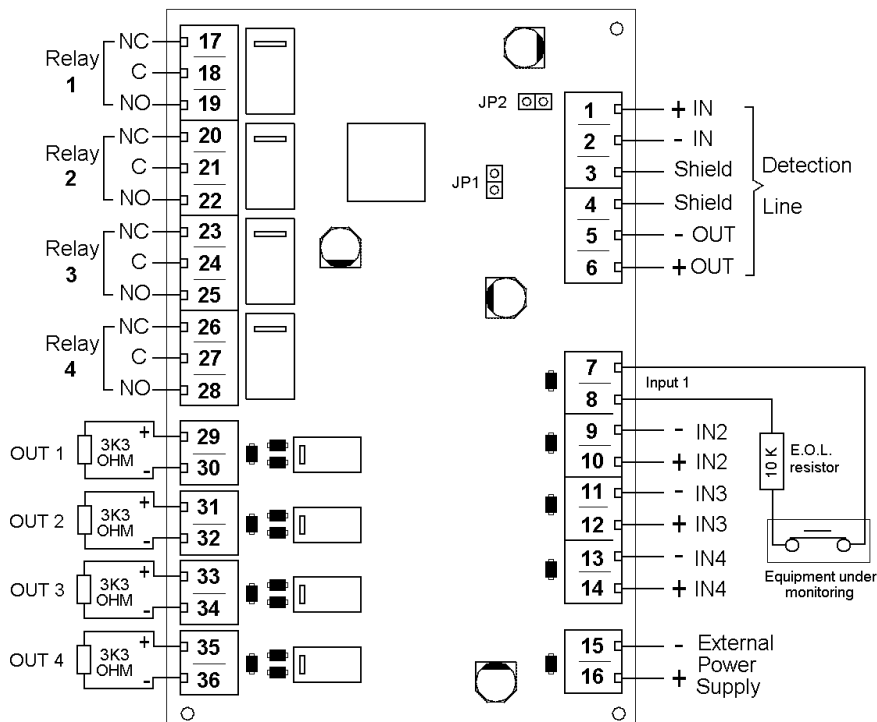 Relay
1
NC
C
NO
17
18
19
Relay
2
NC
C
NO
20
21
22
Relay
3
NC
C
NO
23
24
25
Relay
4
NC
C
NO
26
27
28
OUT 1
3K3
OHM
+
-
29
30
OUT 2
3K3
OHM
+
-
31
32
OUT 3
3K3
OHM
+
-
33
34
OUT 4
3K3
OHM
+
-
35
36
JP2
JP1
1
+ IN
2
- IN
3
Shield
4
Shield
5
- OUT
6
+ OUT
Detection
Line
7
8
Input 1
9
- IN2
10
+ IN2
11
- IN3
12
+ IN3
13
- IN4
14
+ IN4
10 K
E.O.L.
resistor
Equipment under
monitoring
15
-
16
+
External
Power
Supply